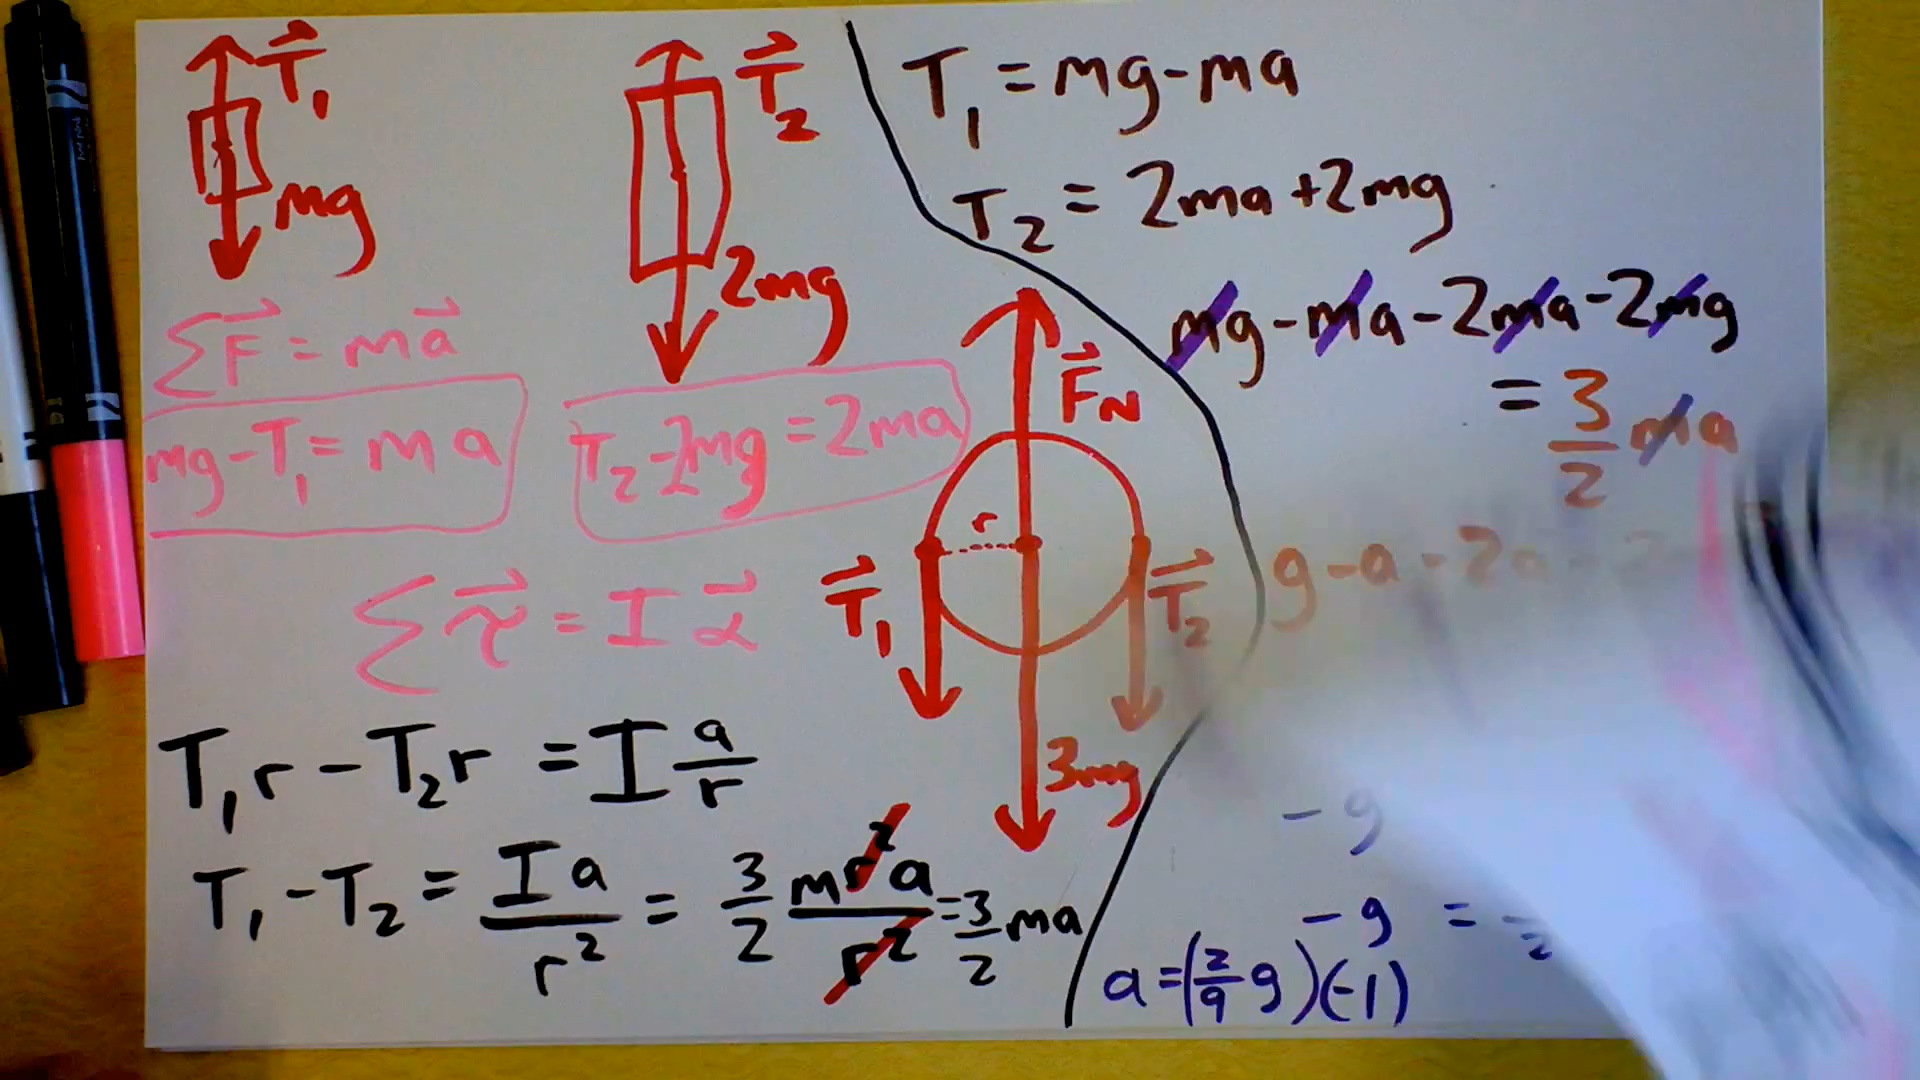 T⃗₁
mg
T⃗₂
2mg
ΣF⃗ = ma⃗
mg - T₁ = ma
T₂ - 2mg = 2ma
Στ⃗ = Iα⃗
T₁r - T₂r = I a/r
T₁ - T₂ = Ia/r² = 3/2 mr²a/r² = 3/2 ma
F⃗N
r
T⃗₁
T⃗₂
3mg
T₁ = mg - ma
T₂ = 2ma + 2mg
mg - ma - 2ma - 2mg
= 3/2 ma
g - a - 2a -
- g
- g =
a = (2/9 g)(-1)